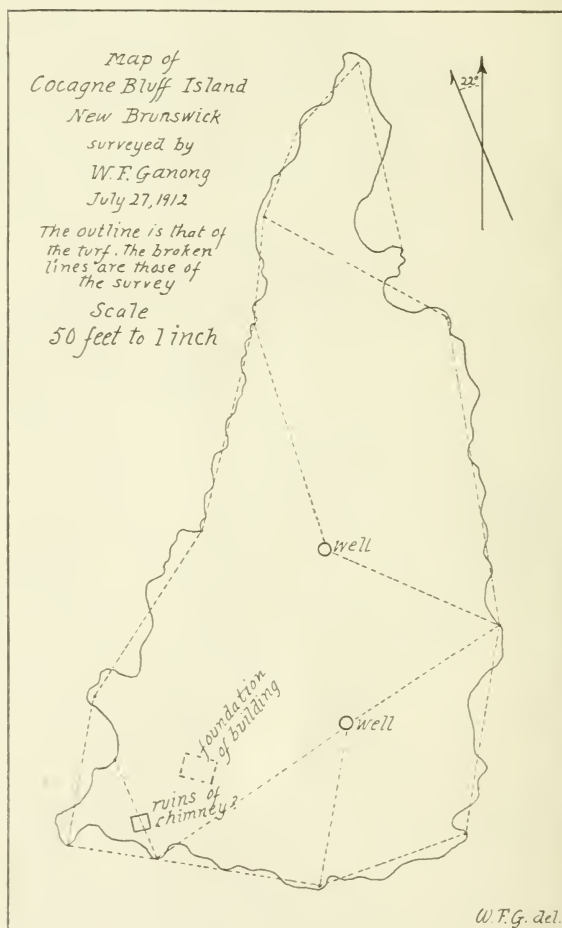 Map of
Cocagne Bluff Island
New Brunswick
surveyed by
W.F. Ganong
July 27, 1912
The outline is that of
the turf. The broken
lines are those of
the survey
Scale
50 feet to 1 inch
22°
well
well
foundation
of building
ruins of
chimney?
W.F.G. del.